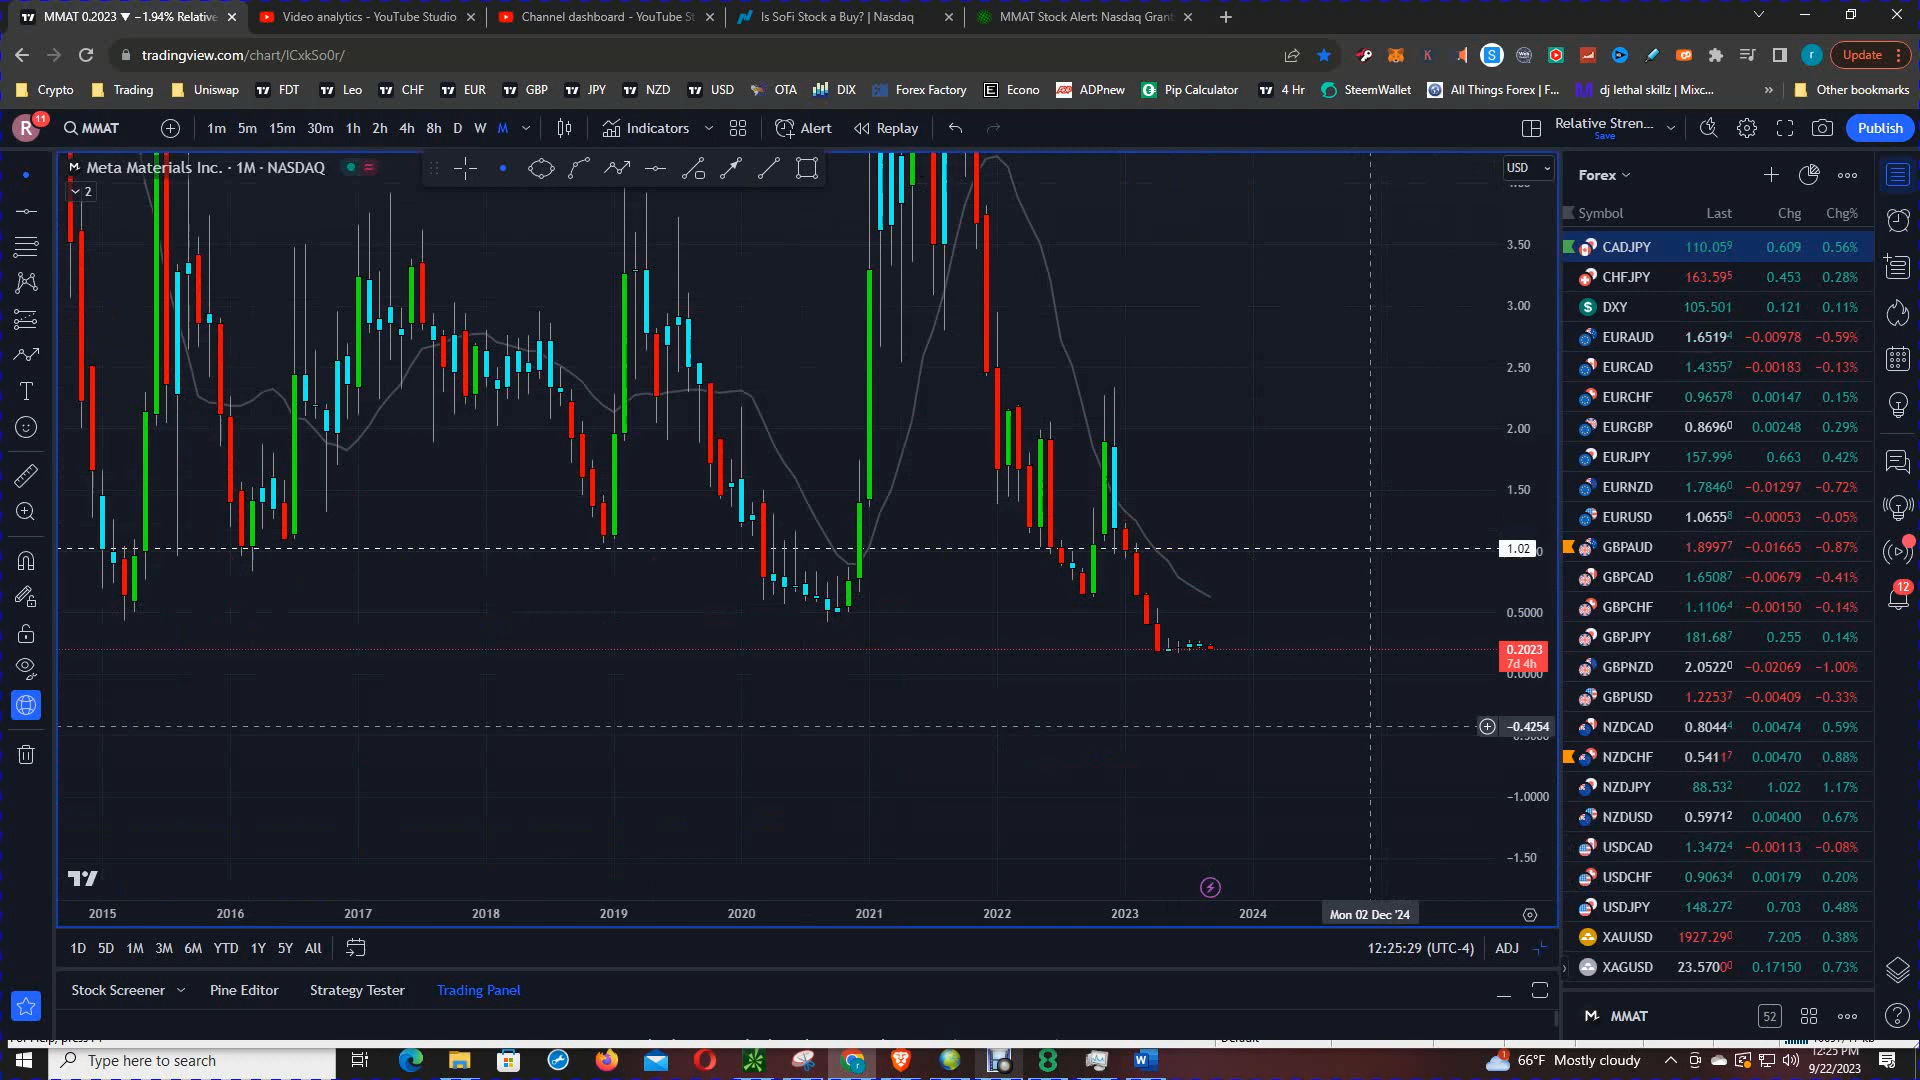 MMAT 0.2023 ▼ −1.94% Relative
Video analytics - YouTube Studio
Channel dashboard - YouTube St
Is SoFi Stock a Buy? | Nasdaq
MMAT Stock Alert: Nasdaq Grant
tradingview.com/chart/lCxkSo0r/
Update
Crypto Trading Uniswap FDT Leo CHF EUR GBP JPY NZD USD OTA DIX Forex Factory Econo ADPnew Pip Calculator 4 Hr SteemWallet All Things Forex | F... dj lethal skillz | Mixc... » Other bookmarks
R 11 MMAT 1m 5m 15m 30m 1h 2h 4h 8h D W M Indicators Alert Replay Relative Stren... Save Publish
Meta Materials Inc. · 1M · NASDAQ
2
USD
3.50
3.00
2.50
2.00
1.50
1.02
0.5000
0.2023
7d 4h
0.0000
−0.4254
−1.0000
−1.50
2015 2016 2017 2018 2019 2020 2021 2022 2023 2024 Mon 02 Dec '24
1D 5D 1M 3M 6M YTD 1Y 5Y All 12:25:29 (UTC-4) ADJ
Stock Screener Pine Editor Strategy Tester Trading Panel
Forex
Symbol Last Chg Chg%
CADJPY 110.059 0.609 0.56%
CHFJPY 163.595 0.453 0.28%
DXY 105.501 0.121 0.11%
EURAUD 1.65194 −0.00978 −0.59%
EURCAD 1.43557 −0.00183 −0.13%
EURCHF 0.96578 0.00147 0.15%
EURGBP 0.86960 0.00248 0.29%
EURJPY 157.996 0.663 0.42%
EURNZD 1.78460 −0.01297 −0.72%
EURUSD 1.06558 −0.00053 −0.05%
GBPAUD 1.89977 −0.01665 −0.87%
GBPCAD 1.65087 −0.00679 −0.41%
GBPCHF 1.11064 −0.00150 −0.14%
GBPJPY 181.687 0.255 0.14%
GBPNZD 2.05220 −0.02069 −1.00%
GBPUSD 1.22537 −0.00409 −0.33%
NZDCAD 0.80444 0.00474 0.59%
NZDCHF 0.54117 0.00470 0.88%
NZDJPY 88.532 1.022 1.17%
NZDUSD 0.59712 0.00400 0.67%
USDCAD 1.34724 −0.00113 −0.08%
USDCHF 0.90634 0.00179 0.20%
USDJPY 148.272 0.703 0.48%
XAUUSD 1927.290 7.205 0.38%
XAGUSD 23.5700 0.17150 0.73%
MMAT 52
12
Type here to search
66°F Mostly cloudy
12:25 PM
9/22/2023